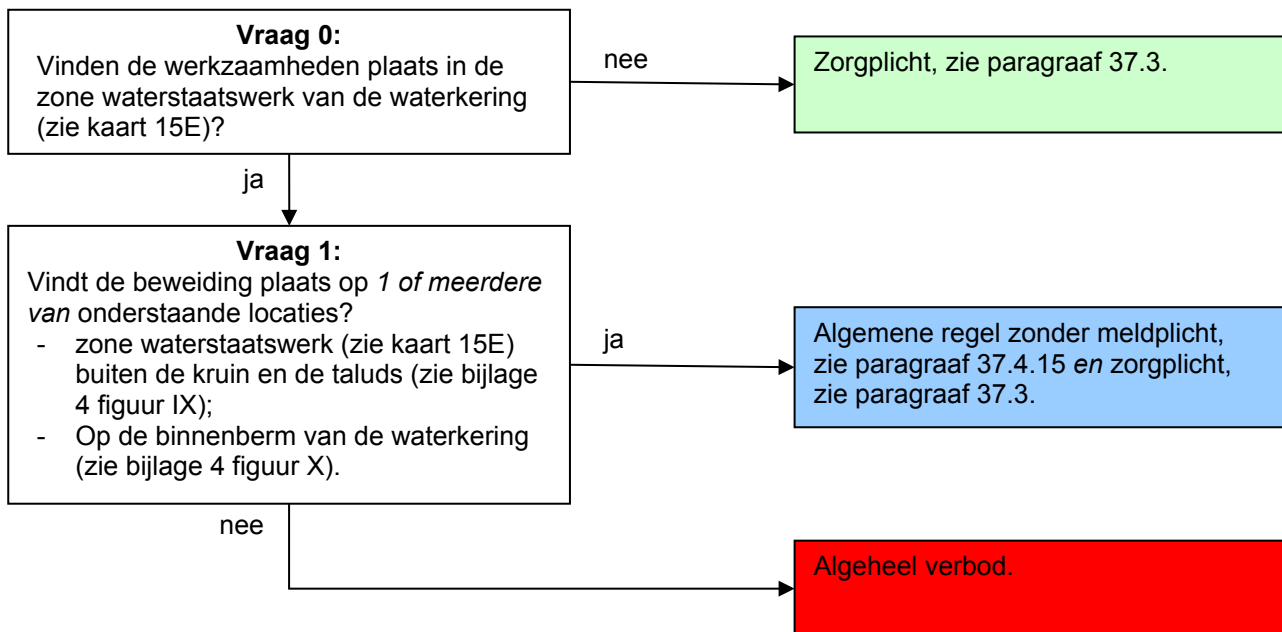 Vraag 0:
Vinden de werkzaamheden plaats in de
zone waterstaatswerk van de waterkering
(zie kaart 15E)?
nee
Zorgplicht, zie paragraaf 37.3.
ja
Vraag 1:
Vindt de beweiding plaats op 1 of meerdere
van onderstaande locaties?
- zone waterstaatswerk (zie kaart 15E)
buiten de kruin en de taluds (zie bijlage
4 figuur IX);
- Op de binnenberm van de waterkering
(zie bijlage 4 figuur X).
ja
Algemene regel zonder meldplicht,
zie paragraaf 37.4.15 en zorgplicht,
zie paragraaf 37.3.
nee
Algeheel verbod.